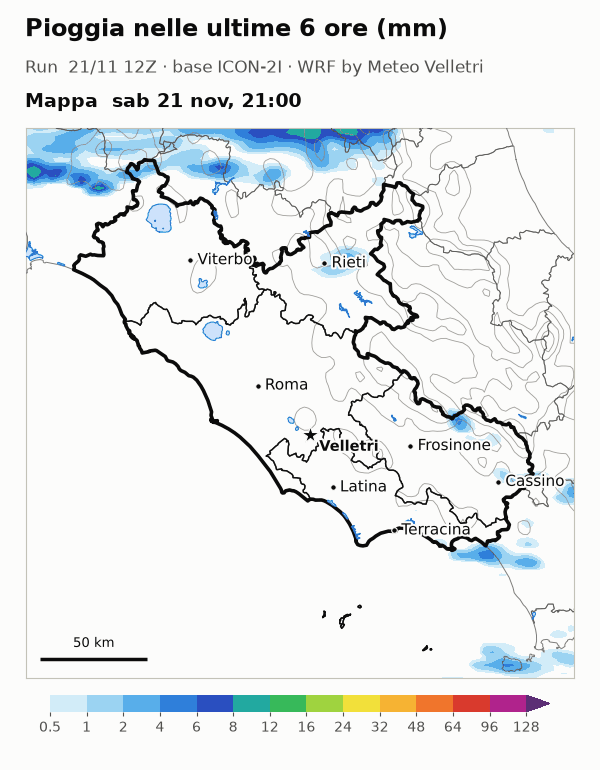 Pioggia nelle ultime 6 ore (mm)
Run  21/11 12Z · base ICON-2I · WRF by Meteo Velletri
Mappa  sab 21 nov, 21:00
Viterbo
Rieti
Roma
Velletri
Frosinone
Latina
Cassino
Terracina
50 km
0.5 1 2 4 6 8 12 16 24 32 48 64 96 128